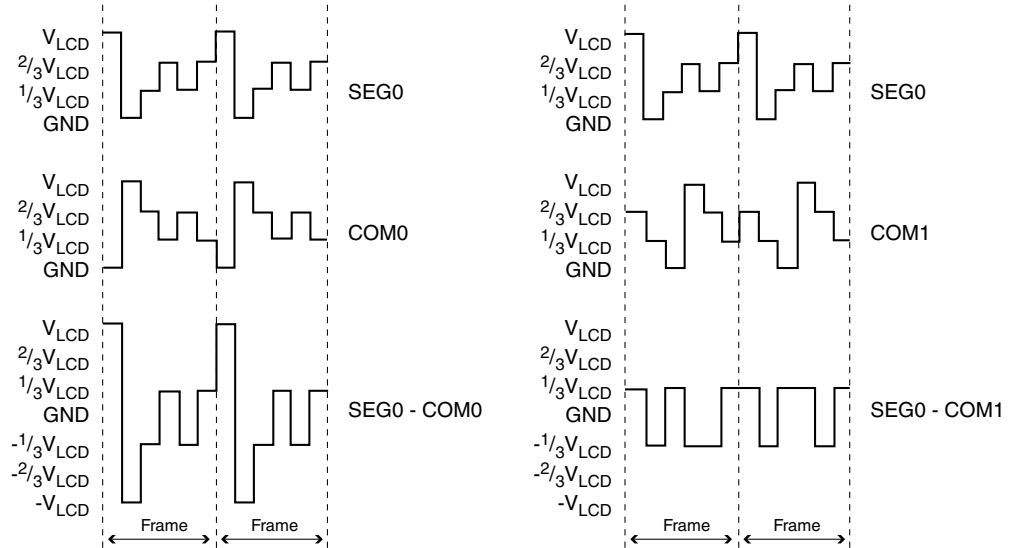 V_LCD
2/3V_LCD
1/3V_LCD
GND
SEG0
V_LCD
2/3V_LCD
1/3V_LCD
GND
COM0
V_LCD
2/3V_LCD
1/3V_LCD
GND
-1/3V_LCD
-2/3V_LCD
-V_LCD
SEG0 - COM0
Frame
Frame
V_LCD
2/3V_LCD
1/3V_LCD
GND
SEG0
V_LCD
2/3V_LCD
1/3V_LCD
GND
COM1
V_LCD
2/3V_LCD
1/3V_LCD
GND
-1/3V_LCD
-2/3V_LCD
-V_LCD
SEG0 - COM1
Frame
Frame